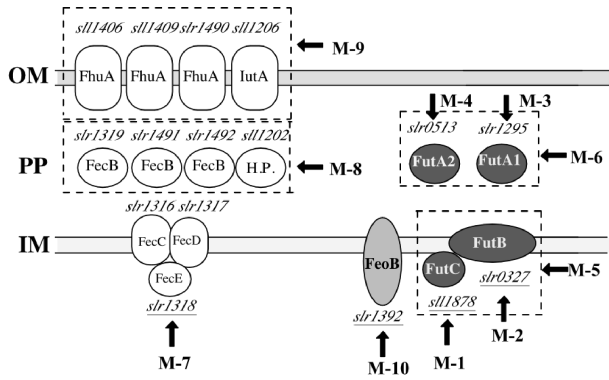 sll1406 sll1409 slr1490 sll1206
M-9
OM FhuA FhuA FhuA IutA
M-4 M-3
slr1319 slr1491 slr1492 sll1202 slr0513 slr1295
PP FecB FecB FecB H.P. M-8 FutA2 FutA1 M-6
slr1316 slr1317
IM FecC FecD FutB
FeoB FutC M-5
FecE slr0327
slr1318 slr1392 sll1878
M-2
M-7 M-10 M-1